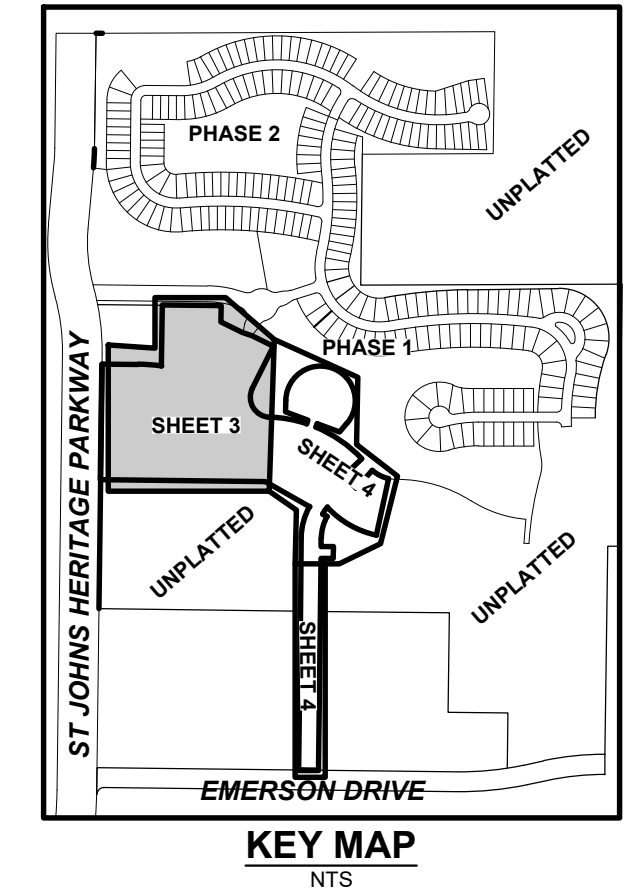 PHASE 2
UNPLATTED
ST JOHNS HERITAGE PARKWAY
PHASE 1
SHEET 3
SHEET 4
UNPLATTED
UNPLATTED
SHEET 4
EMERSON DRIVE
KEY MAP
NTS